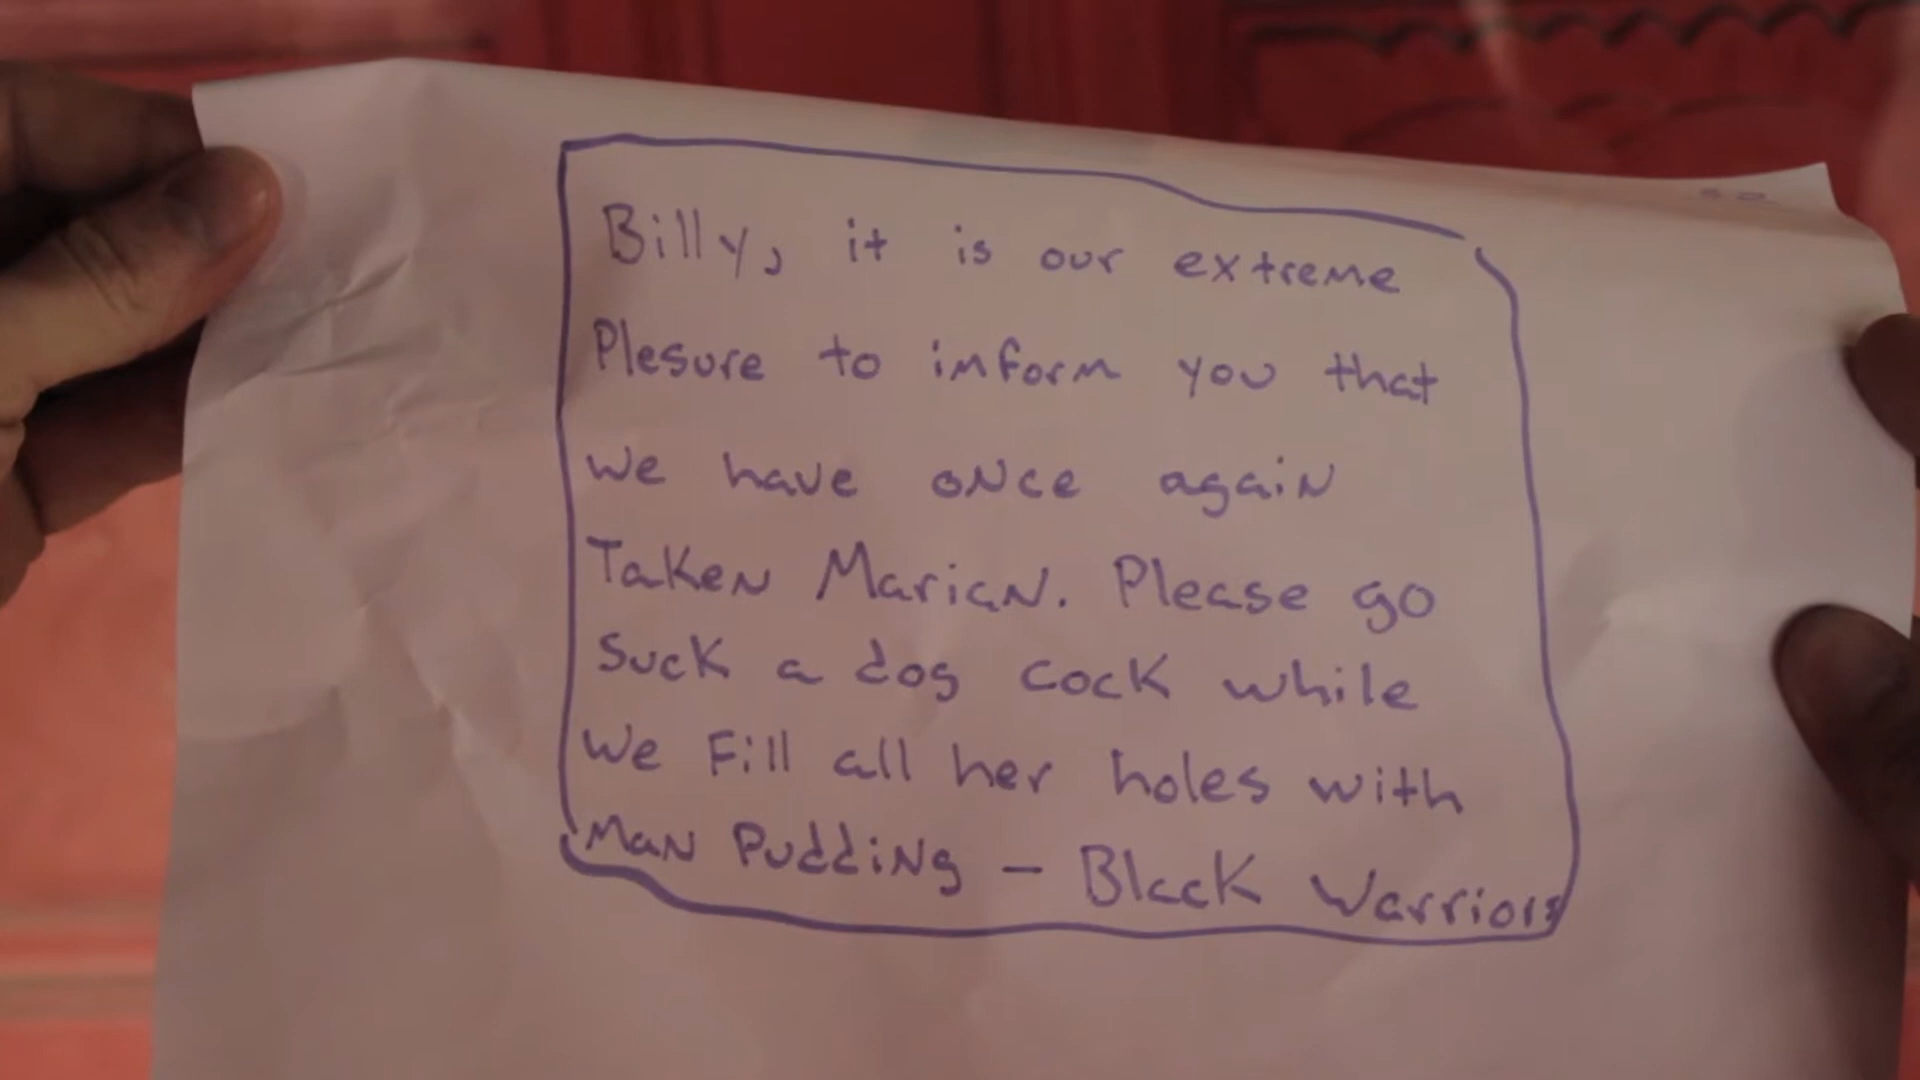 Billy, it is our extreme
Plesure to inform you that
we have once again
Taken Marian. Please go
suck a dog cock while
we Fill all her holes with
Man Pudding - Black Warriors